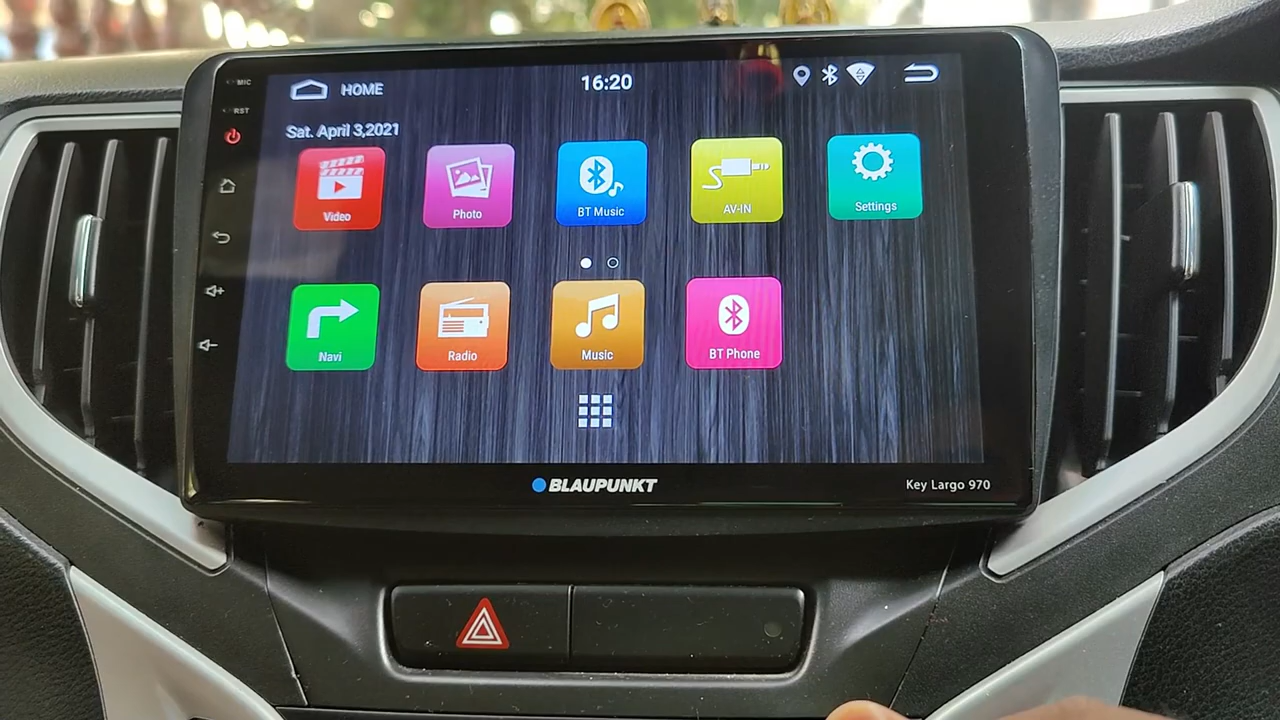 MIC
HOME
16:20
RST
Sat. April 3,2021
Video
Photo
BT Music
AV-IN
Settings
Navi
Radio
Music
BT Phone
BLAUPUNKT
Key Largo 970